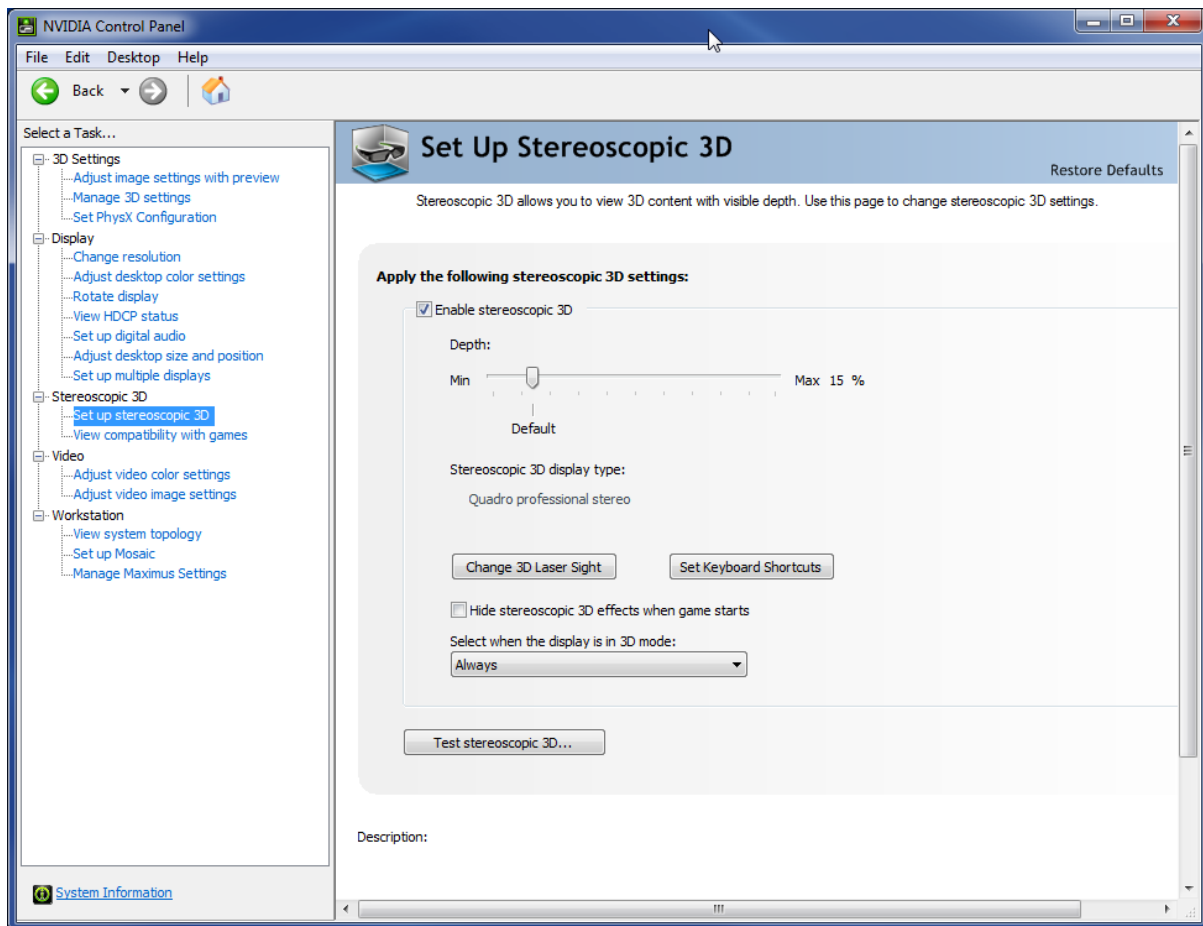 NVIDIA Control Panel
File Edit Desktop Help
Back
Select a Task...
3D Settings
Adjust image settings with preview
Manage 3D settings
Set PhysX Configuration
Display
Change resolution
Adjust desktop color settings
Rotate display
View HDCP status
Set up digital audio
Adjust desktop size and position
Set up multiple displays
Stereoscopic 3D
Set up stereoscopic 3D
View compatibility with games
Video
Adjust video color settings
Adjust video image settings
Workstation
View system topology
Set up Mosaic
Manage Maximus Settings
System Information
Set Up Stereoscopic 3D
Restore Defaults
Stereoscopic 3D allows you to view 3D content with visible depth. Use this page to change stereoscopic 3D settings.
Apply the following stereoscopic 3D settings:
Enable stereoscopic 3D
Depth:
Min Max 15 %
Default
Stereoscopic 3D display type:
Quadro professional stereo
Change 3D Laser Sight Set Keyboard Shortcuts
Hide stereoscopic 3D effects when game starts
Select when the display is in 3D mode:
Always
Test stereoscopic 3D...
Description: